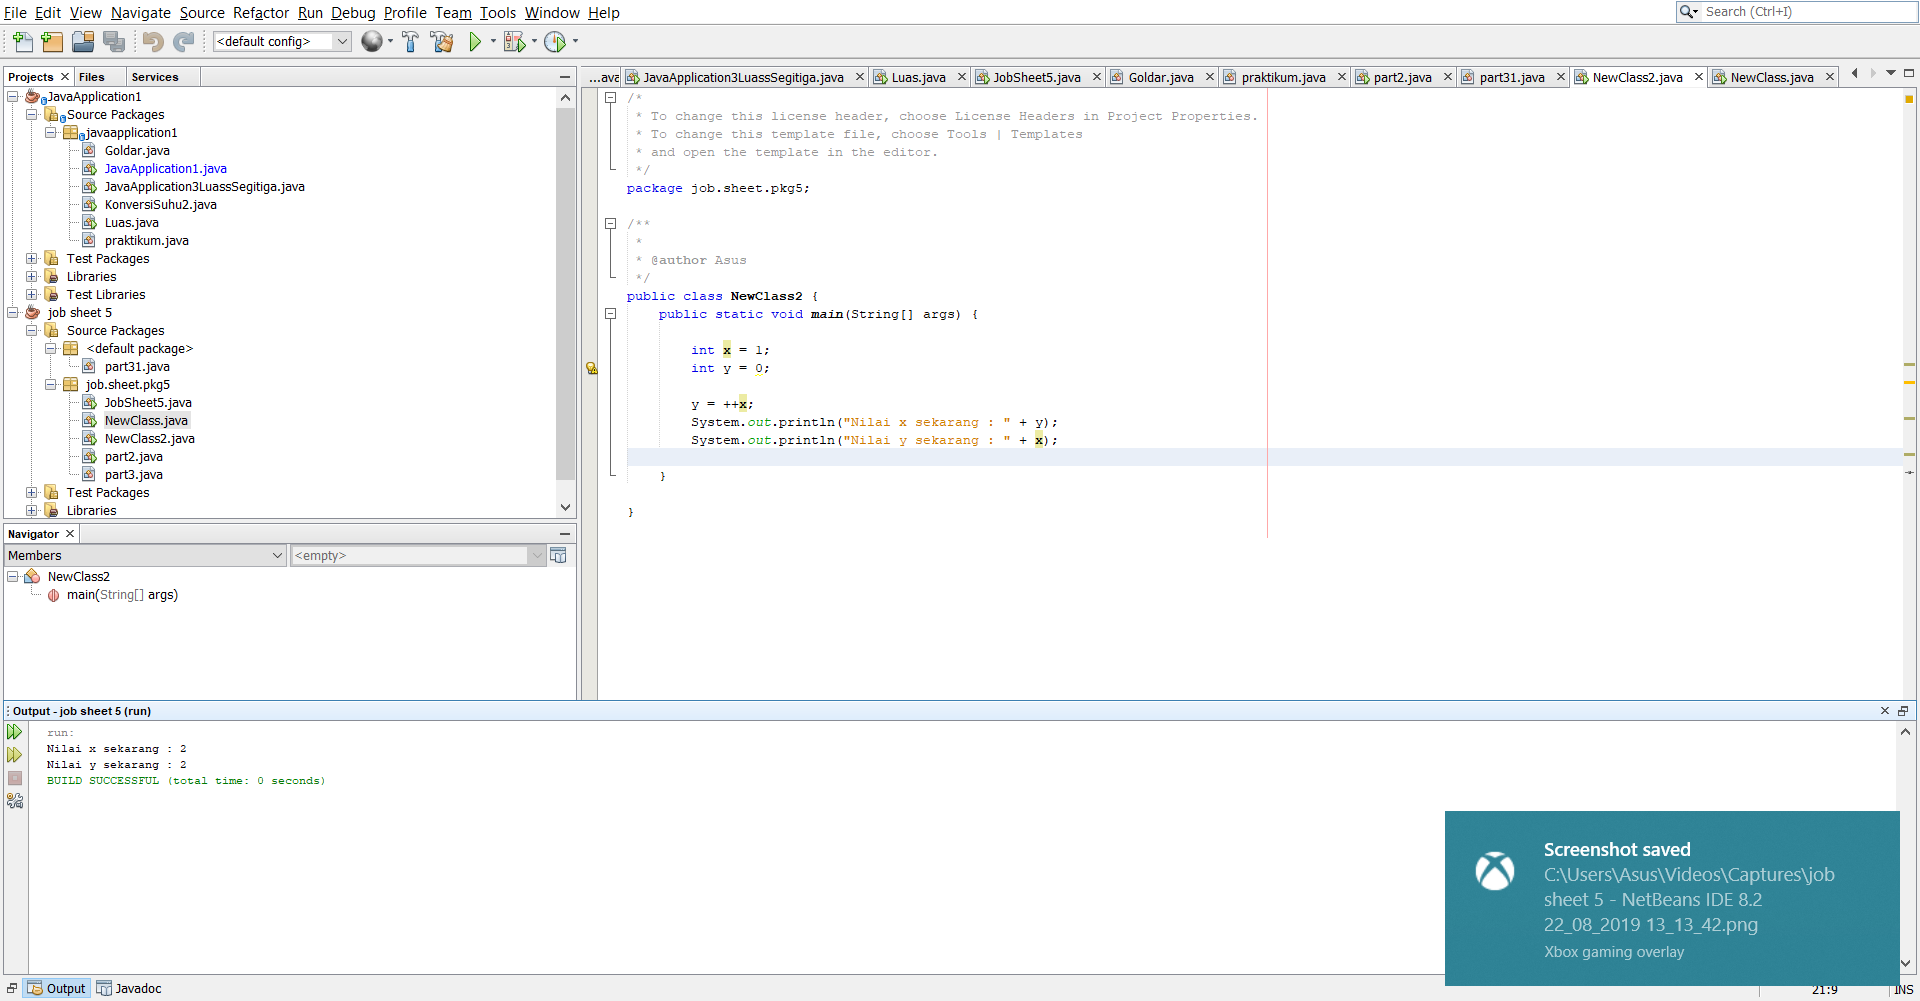 File Edit View Navigate Source Refactor Run Debug Profile Team Tools Window Help
Search (Ctrl+I)
<default config>
Projects Files Services
JavaApplication1
Source Packages
javaapplication1
Goldar.java
JavaApplication1.java
JavaApplication3LuassSegitiga.java
KonversiSuhu2.java
Luas.java
praktikum.java
Test Packages
Libraries
Test Libraries
job sheet 5
Source Packages
<default package>
part31.java
job.sheet.pkg5
JobSheet5.java
NewClass.java
NewClass2.java
part2.java
part3.java
Test Packages
Libraries
Navigator
Members <empty>
NewClass2
main(String[] args)
...ava JavaApplication3LuassSegitiga.java Luas.java JobSheet5.java Goldar.java praktikum.java part2.java part31.java NewClass2.java NewClass.java
/*
* To change this license header, choose License Headers in Project Properties.
* To change this template file, choose Tools | Templates
* and open the template in the editor.
*/
package job.sheet.pkg5;
/**
*
* @author Asus
*/
public class NewClass2 {
public static void main(String[] args) {
int x = 1;
int y = 0;
y = ++x;
System.out.println("Nilai x sekarang : " + y);
System.out.println("Nilai y sekarang : " + x);
}
}
Output - job sheet 5 (run)
run:
Nilai x sekarang : 2
Nilai y sekarang : 2
BUILD SUCCESSFUL (total time: 0 seconds)
Screenshot saved
C:\Users\Asus\Videos\Captures\job
sheet 5 - NetBeans IDE 8.2
22_08_2019 13_13_42.png
Xbox gaming overlay
Output Javadoc
21:9 INS